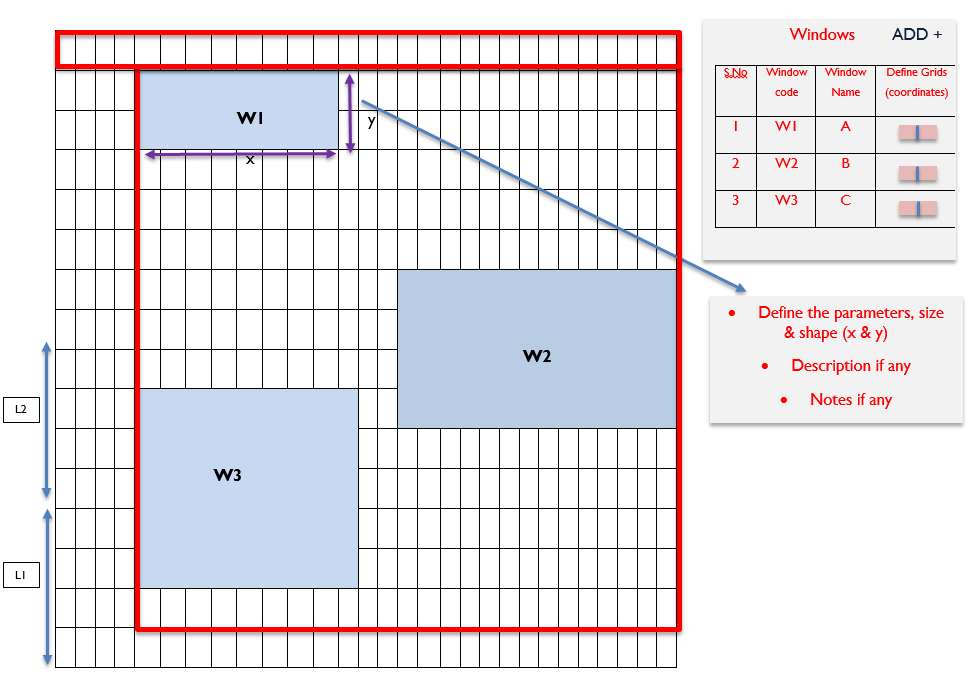 Windows ADD +
S.No Window code Window Name Define Grids (coordinates)
1 W1 A
2 W2 B
3 W3 C
W1
y
x
• Define the parameters, size
& shape (x & y)
• Description if any
• Notes if any
W2
L2
W3
L1